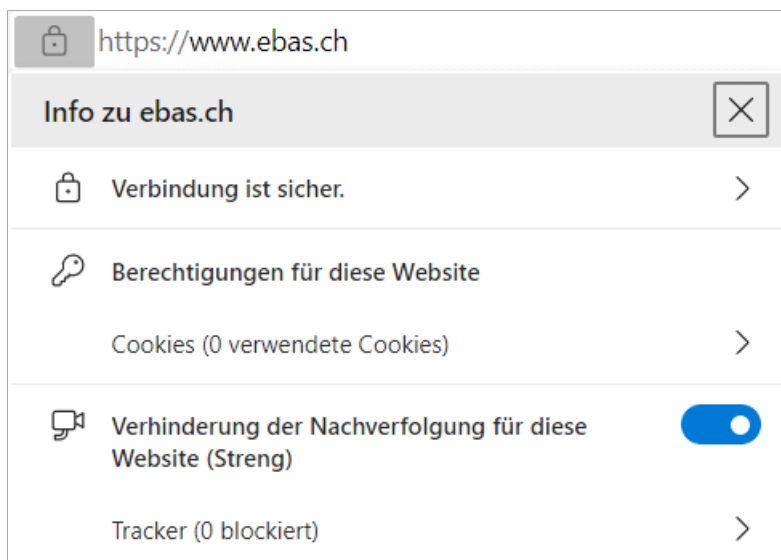 https://www.ebas.ch
Info zu ebas.ch
Verbindung ist sicher.
Berechtigungen für diese Website
Cookies (0 verwendete Cookies)
Verhinderung der Nachverfolgung für diese
Website (Streng)
Tracker (0 blockiert)